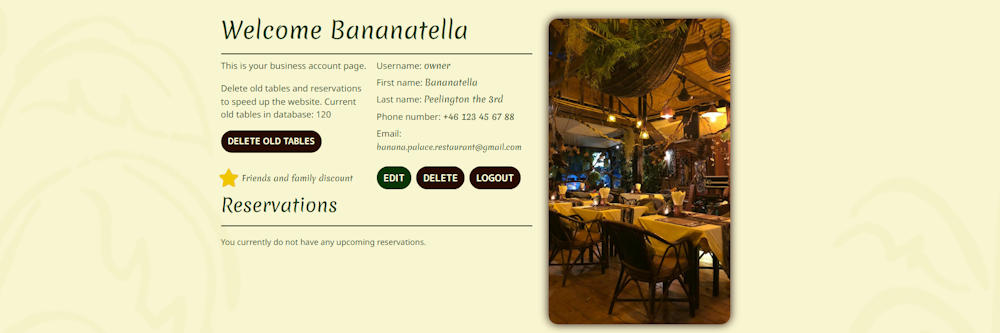 Welcome Bananatella
This is your business account page.
Delete old tables and reservations
to speed up the website. Current
old tables in database: 120
DELETE OLD TABLES
Friends and family discount
Username: owner
First name: Bananatella
Last name: Peelington the 3rd
Phone number: +46 123 45 67 88
Email:
banana.palace.restaurant@gmail.com
EDIT
DELETE
LOGOUT
Reservations
You currently do not have any upcoming reservations.